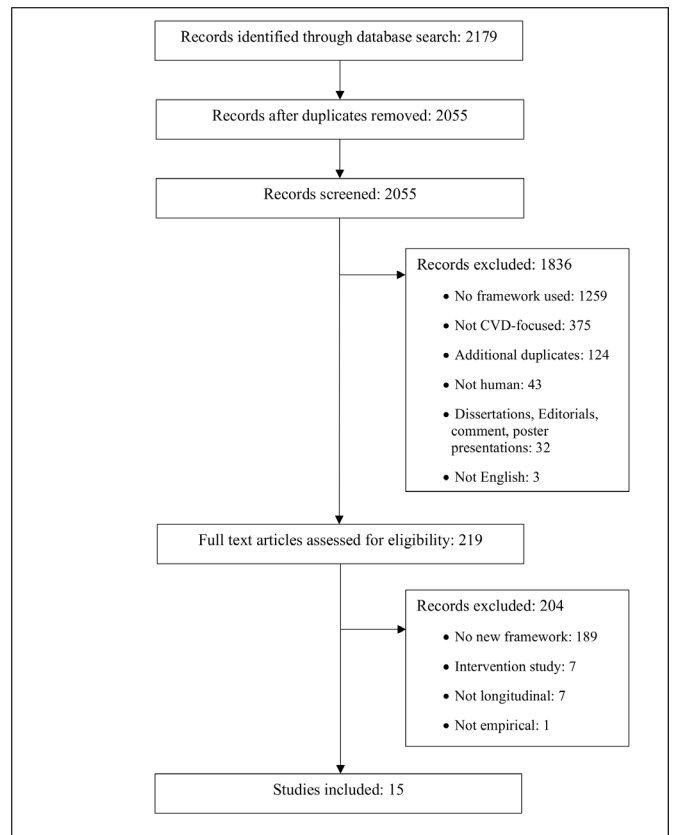 Records identified through database search: 2179
Records after duplicates removed: 2055
Records screened: 2055
Records excluded: 1836
• No framework used: 1259
• Not CVD-focused: 375
• Additional duplicates: 124
• Not human: 43
• Dissertations, Editorials,
comment, poster
presentations: 32
• Not English: 3
Full text articles assessed for eligibility: 219
Records excluded: 204
• No new framework: 189
• Intervention study: 7
• Not longitudinal: 7
• Not empirical: 1
Studies included: 15